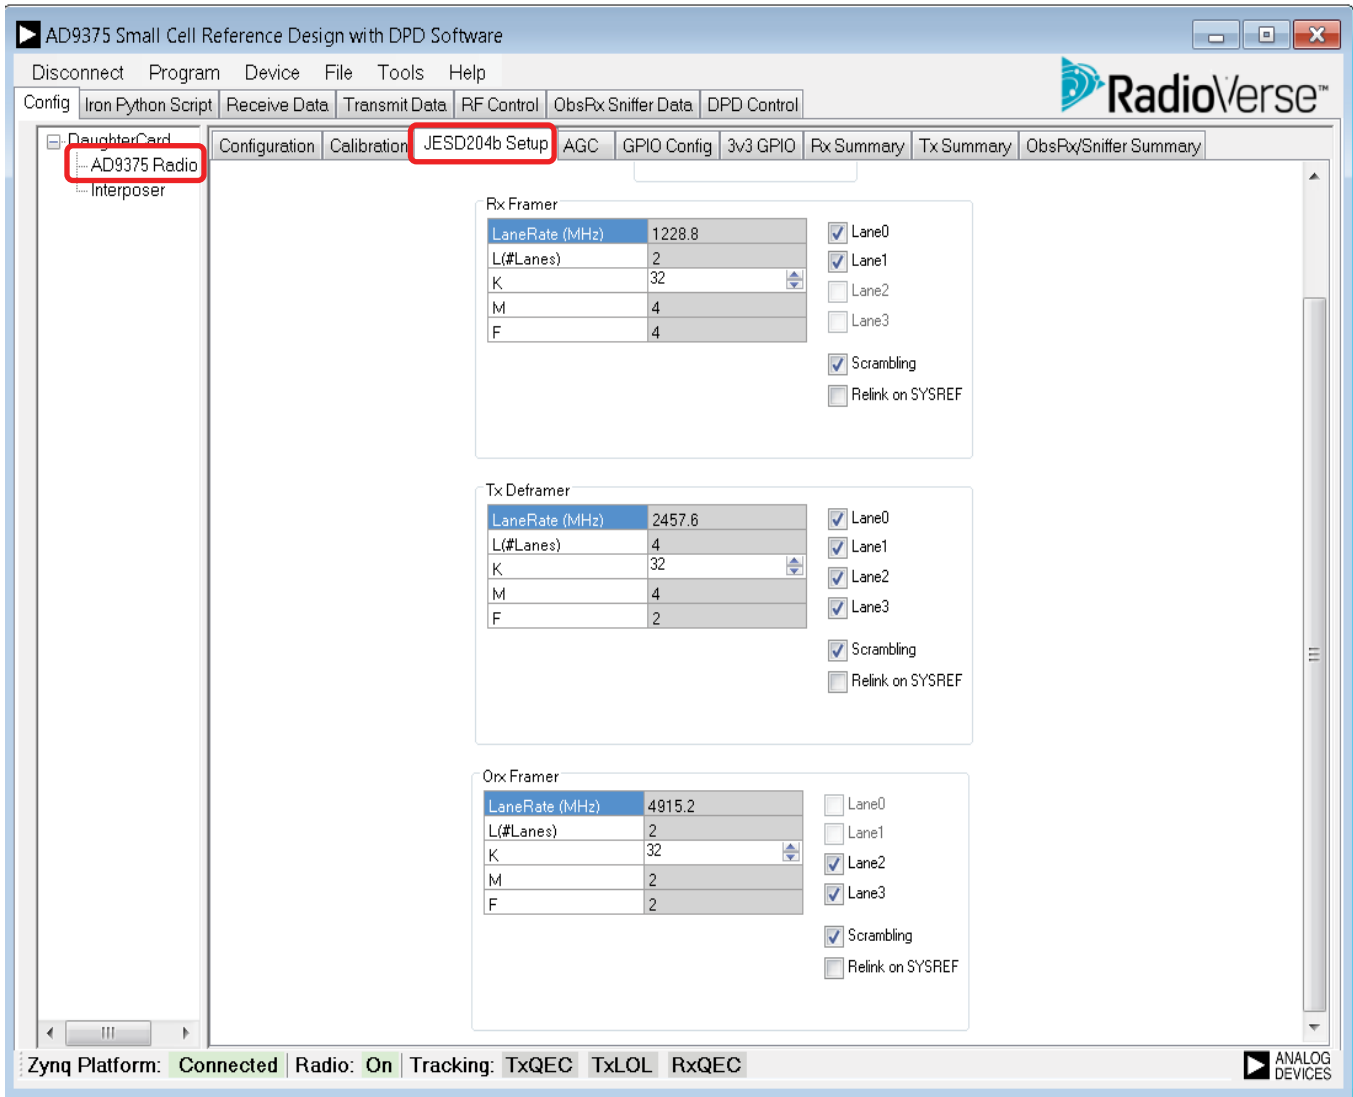 AD9375 Small Cell Reference Design with DPD Software
Disconnect Program Device File Tools Help
RadioVerse™
Config Iron Python Script Receive Data Transmit Data RF Control ObsRx Sniffer Data DPD Control
DaughterCard
AD9375 Radio
Interposer
Configuration Calibration JESD204b Setup AGC GPIO Config 3v3 GPIO Rx Summary Tx Summary ObsRx/Sniffer Summary
Rx Framer
LaneRate (MHz) 1228.8
L(#Lanes) 2
K 32
M 4
F 4
Lane0
Lane1
Lane2
Lane3
Scrambling
Relink on SYSREF
Tx Deframer
LaneRate (MHz) 2457.6
L(#Lanes) 4
K 32
M 4
F 2
Lane0
Lane1
Lane2
Lane3
Scrambling
Relink on SYSREF
Orx Framer
LaneRate (MHz) 4915.2
L(#Lanes) 2
K 32
M 2
F 2
Lane0
Lane1
Lane2
Lane3
Scrambling
Relink on SYSREF
Zynq Platform: Connected Radio: On Tracking: TxQEC TxLOL RxQEC
ANALOG
DEVICES